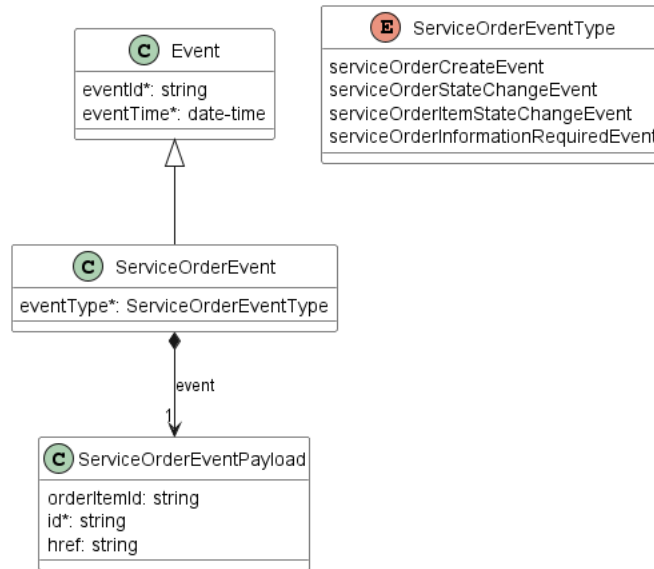 C Event
eventId*: string
eventTime*: date-time
E ServiceOrderEventType
serviceOrderCreateEvent
serviceOrderStateChangeEvent
serviceOrderItemStateChangeEvent
serviceOrderInformationRequiredEvent
C ServiceOrderEvent
eventType*: ServiceOrderEventType
event
1
C ServiceOrderEventPayload
orderItemId: string
id*: string
href: string